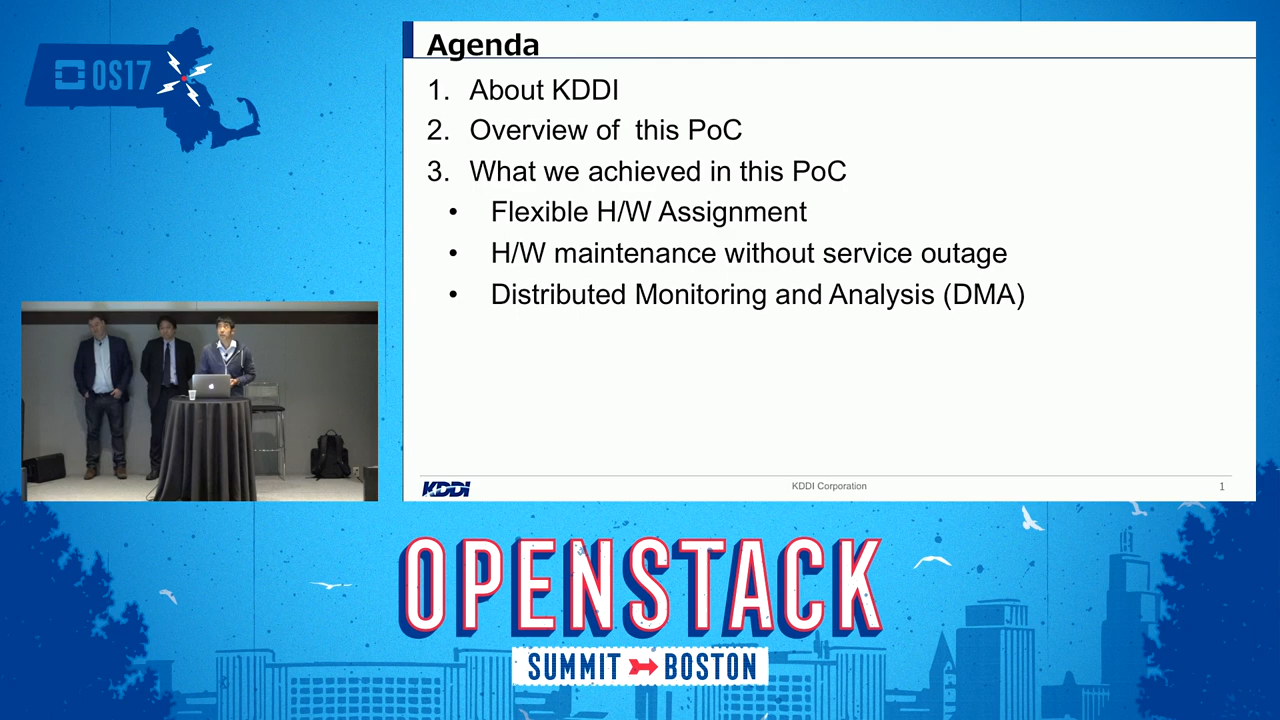 OS17
Agenda
1. About KDDI
2. Overview of this PoC
3. What we achieved in this PoC
• Flexible H/W Assignment
• H/W maintenance without service outage
• Distributed Monitoring and Analysis (DMA)
KDDI
KDDI Corporation
1
OPENSTACK
SUMMIT BOSTON